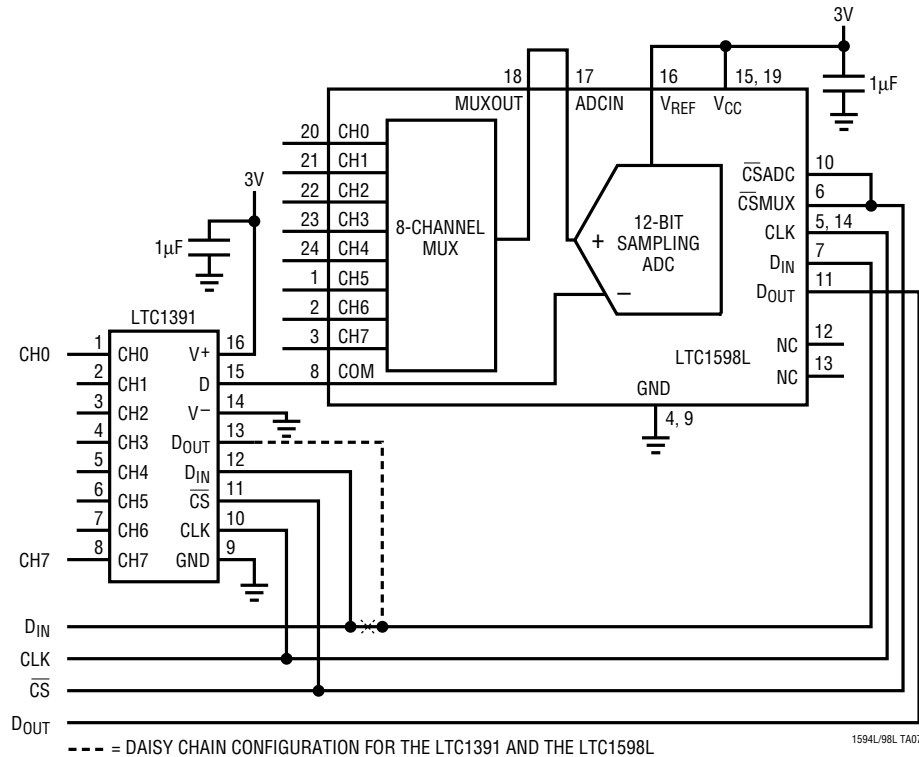 3V
1µF
18 17 16 15, 19
MUXOUT ADCIN VREF VCC
20 CH0
21 CH1
22 CH2
23 CH3
24 CH4
1 CH5
2 CH6
3 CH7
8 COM
8-CHANNEL
MUX
+
−
12-BIT
SAMPLING
ADC
C̅S̅ADC 10
C̅S̅MUX 6
CLK 5, 14
DIN 7
DOUT 11
NC 12
NC 13
LTC1598L
GND
4, 9
3V
1µF
LTC1391
CH0 1 CH0 V+ 16
2 CH1 D 15
3 CH2 V− 14
4 CH3 DOUT 13
5 CH4 DIN 12
6 CH5 C̅S̅ 11
7 CH6 CLK 10
CH7 8 CH7 GND 9
DIN
CLK
C̅S̅
DOUT
= DAISY CHAIN CONFIGURATION FOR THE LTC1391 AND THE LTC1598L
1594L/98L TA07